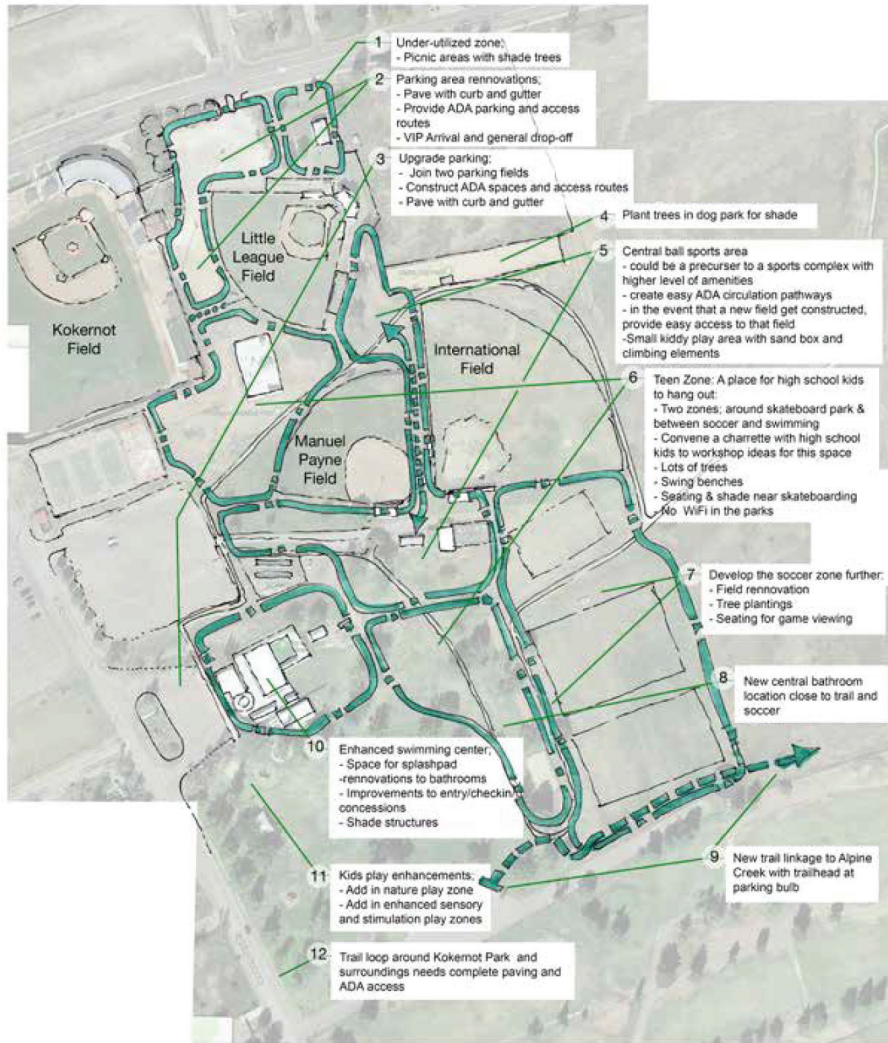 1 Under-utilized zone;
- Picnic areas with shade trees
2 Parking area rennovations;
- Pave with curb and gutter
- Provide ADA parking and access
routes
- VIP Arrival and general drop-off
3 Upgrade parking;
- Join two parking fields
- Construct ADA spaces and access routes
- Pave with curb and gutter
4 Plant trees in dog park for shade
5 Central ball sports area
- could be a precurser to a sports complex with
higher level of amenities
- create easy ADA circulation pathways
- in the event that a new field get constructed,
provide easy access to that field
-Small kiddy play area with sand box and
climbing elements
Little
League
Field
Kokernot
Field
International
Field
Manuel
Payne
Field
6 Teen Zone: A place for high school kids
to hang out:
- Two zones; around skateboard park &
between soccer and swimming
- Convene a charrette with high school
kids to workshop ideas for this space
- Lots of trees
- Swing benches
- Seating & shade near skateboarding
- No WiFi in the parks
7 Develop the soccer zone further:
- Field rennovation
- Tree plantings
- Seating for game viewing
8 New central bathroom
location close to trail and
soccer
10 Enhanced swimming center;
- Space for splashpad
-rennovations to bathrooms
- Improvements to entry/checkin/
concessions
- Shade structures
9 New trail linkage to Alpine
Creek with trailhead at
parking bulb
11 Kids play enhancements;
- Add in nature play zone
- Add in enhanced sensory
and stimulation play zones
12 Trail loop around Kokernot Park and
surroundings needs complete paving and
ADA access